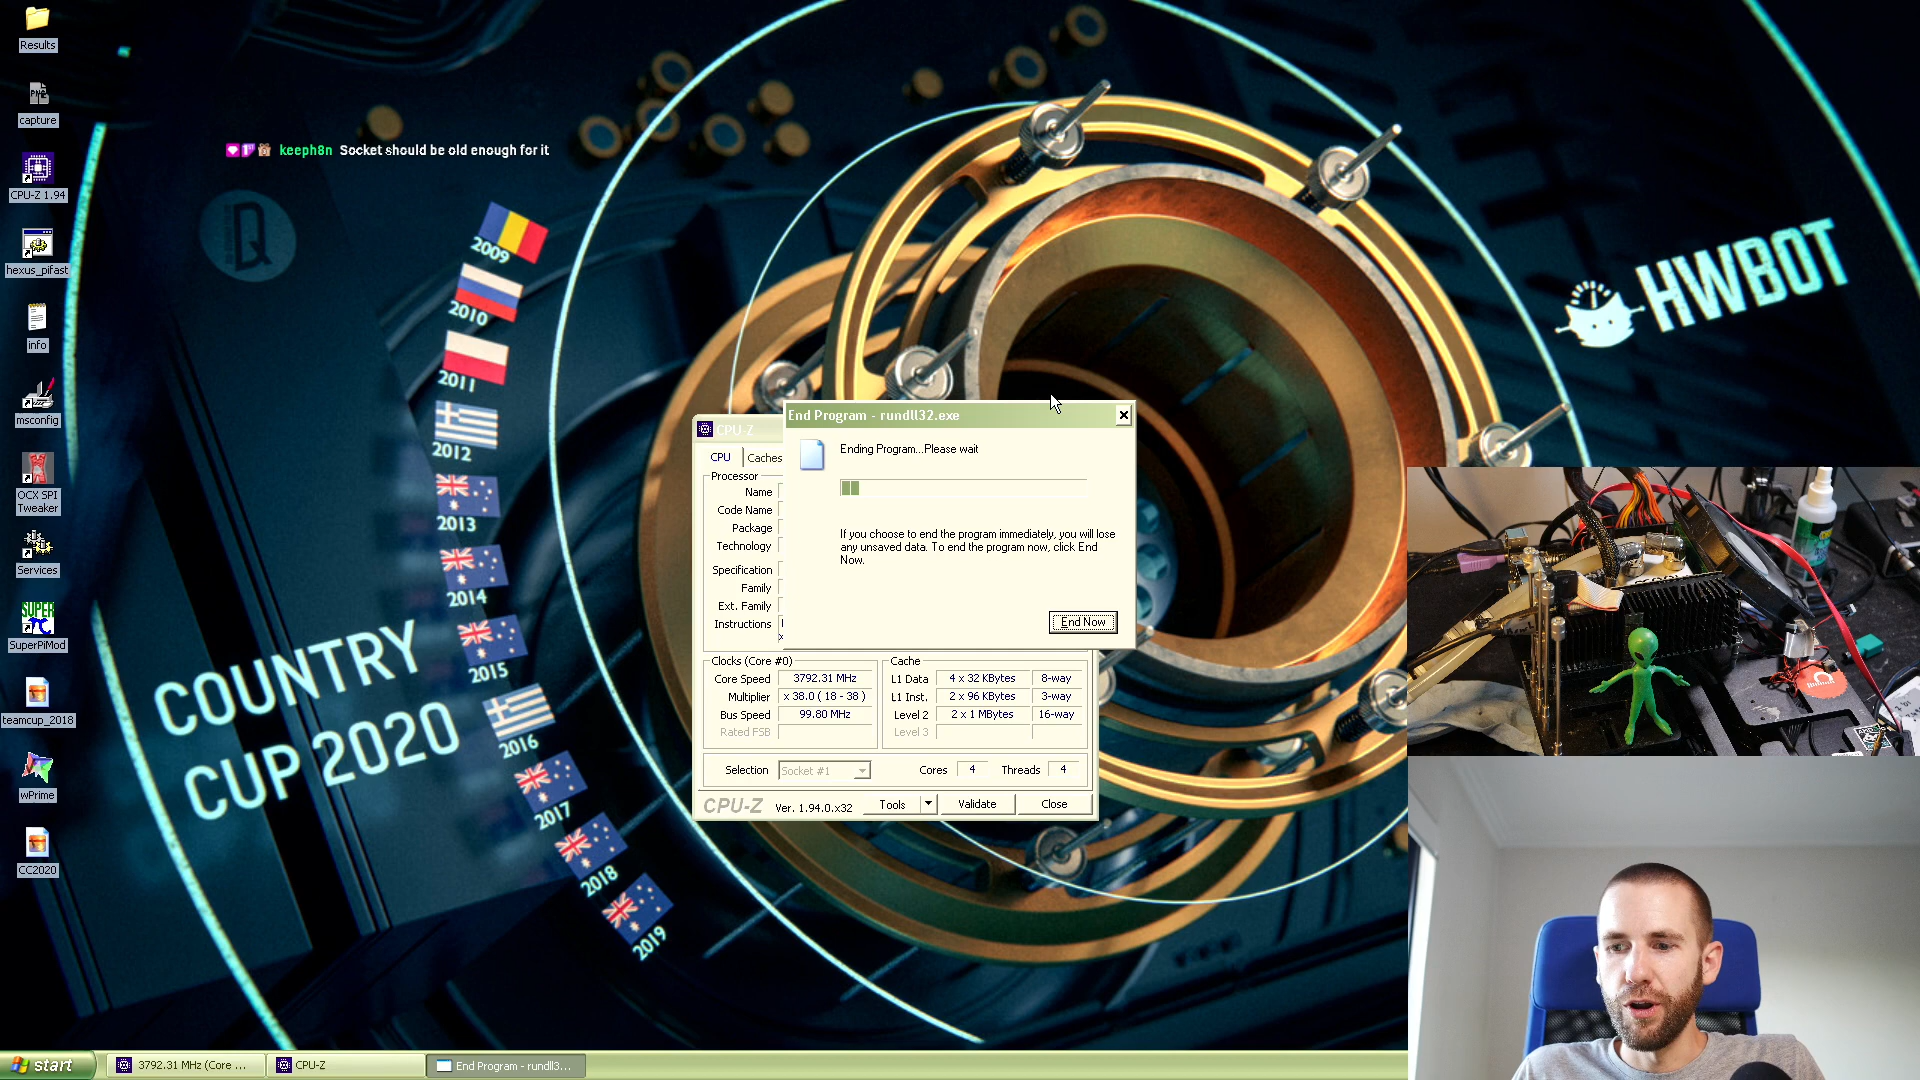 Results
capture
CPU-Z 1.94
hexus_pifast
info
msconfig
OCX SPI
Tweaker
Services
SUPER
SuperPiMod
teamcup_2018
wPrime
CC2020
keeph8n Socket should be old enough for it
2009
2010
2011
2012
2013
2014
2015
2016
2017
2018
2019
COUNTRY
CUP 2020
HWBOT
CPU-Z
CPU
Caches
Processor
Name
Code Name
Package
Technology
Specification
Family
Ext. Family
Instructions
End Program - rundll32.exe
Ending Program...Please wait
If you choose to end the program immediately, you will lose
any unsaved data. To end the program now, click End
Now.
End Now
Clocks (Core #0)
Core Speed 3792.31 MHz
Multiplier x 38.0 ( 18 - 38 )
Bus Speed 99.80 MHz
Rated FSB
Cache
L1 Data 4 x 32 KBytes 8-way
L1 Inst. 2 x 96 KBytes 3-way
Level 2 2 x 1 MBytes 16-way
Level 3
Selection Socket #1 Cores 4 Threads 4
CPU-Z Ver. 1.94.0.x32 Tools Validate Close
start
3792.31 MHz (Core ...
CPU-Z
End Program - rundll3...